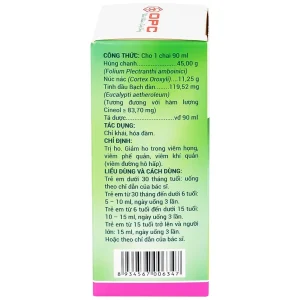 OPC
CÔNG THỨC: Cho 1 chai 90 ml
Húng chanh 45,00 g
(Folium Plectranthi amboinici)
Núc nác (Cortex Oroxyli) 11,25 g
Tinh dầu Bạch đàn 119,52 mg
(Eucalypti aetheroleum)
(Tương đương với hàm lượng
Cineol ≥ 83,70 mg)
Tá dược vđ 90 ml
TÁC DỤNG:
Chỉ khái, hóa đàm.
CHỈ ĐỊNH:
Trị ho. Giảm ho trong viêm họng,
viêm phế quản, viêm khí quản
(viêm đường hô hấp).
LIỀU DÙNG VÀ CÁCH DÙNG:
Trẻ em dưới 30 tháng tuổi: uống
theo chỉ dẫn của bác sĩ.
Trẻ em từ 30 tháng đến dưới 6 tuổi:
5 – 10 ml, ngày uống 3 lần.
Trẻ em từ 6 tuổi đến dưới 15 tuổi:
10 – 15 ml, ngày uống 3 lần.
Trẻ em từ 15 tuổi trở lên và người
lớn: 15 ml, ngày uống 3 lần.
Hoặc theo chỉ dẫn của bác sĩ.
8 934567 006347